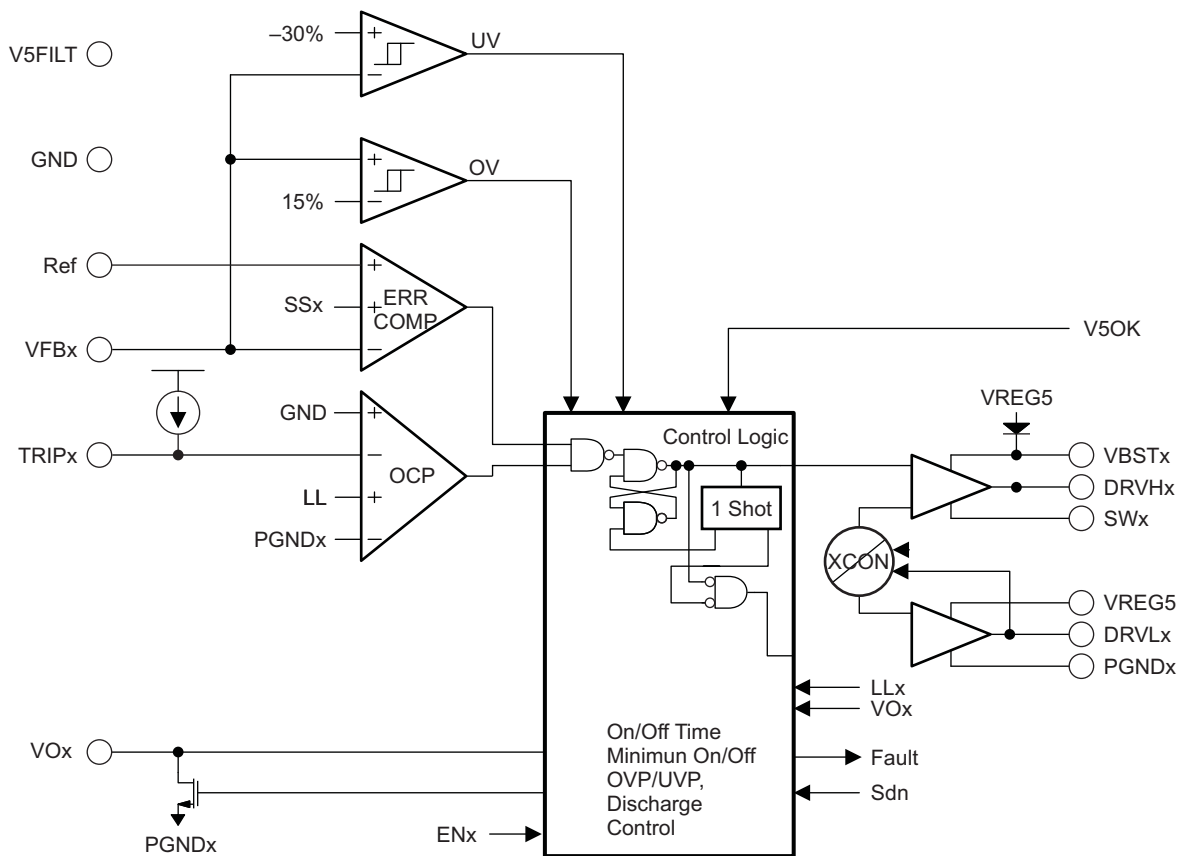 –30%
+
–
UV
V5FILT
GND
+
–
OV
15%
Ref
+
SSx
+
ERR
COMP
VFBx
–
V5OK
GND
+
TRIPx
–
OCP
LL
+
PGNDx
–
Control Logic
1 Shot
VREG5
VBSTx
DRVHx
SWx
XCON
VREG5
DRVLx
PGNDx
LLx
VOx
On/Off Time
Minimun On/Off
OVP/UVP,
Discharge
Control
Fault
Sdn
VOx
PGNDx
ENx